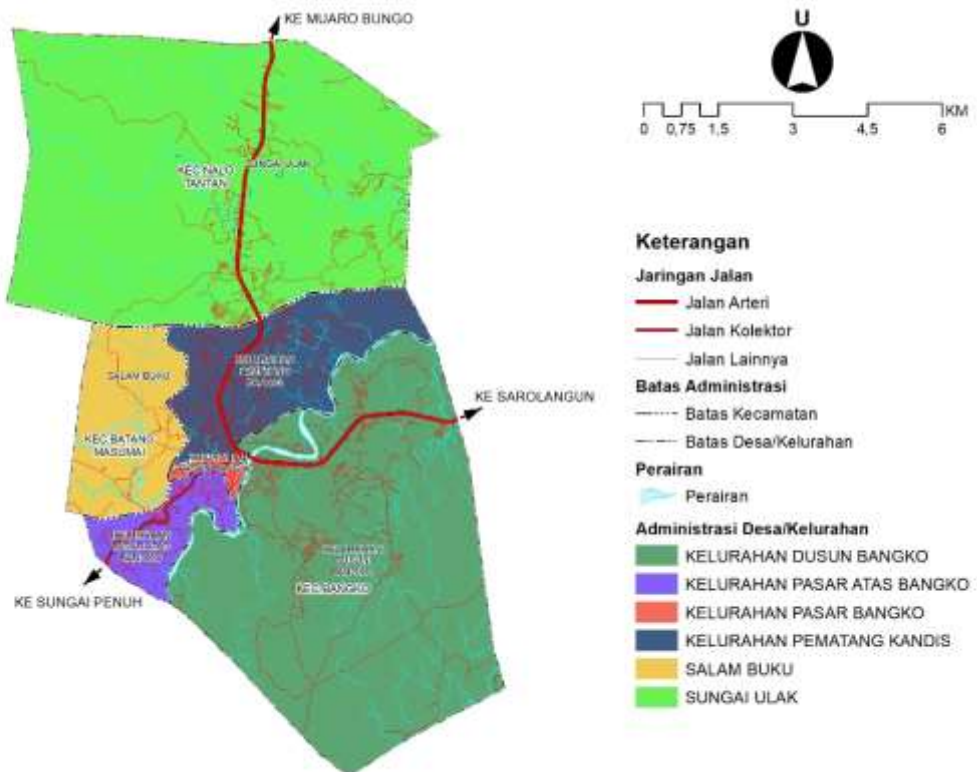 KE MUARO BUNGO
U
KM
0 0,75 1,5 3 4,5 6
KEC NALO
TANTAN
ULAK
SALAM BUKU
KEC BATANG
MASUMAI
KE SAROLANGUN
KEC BANGKO
KE SUNGAI PENUH
Keterangan
Jaringan Jalan
Jalan Arteri
Jalan Kolektor
Jalan Lainnya
Batas Administrasi
Batas Kecamatan
Batas Desa/Kelurahan
Perairan
Perairan
Administrasi Desa/Kelurahan
KELURAHAN DUSUN BANGKO
KELURAHAN PASAR ATAS BANGKO
KELURAHAN PASAR BANGKO
KELURAHAN PEMATANG KANDIS
SALAM BUKU
SUNGAI ULAK